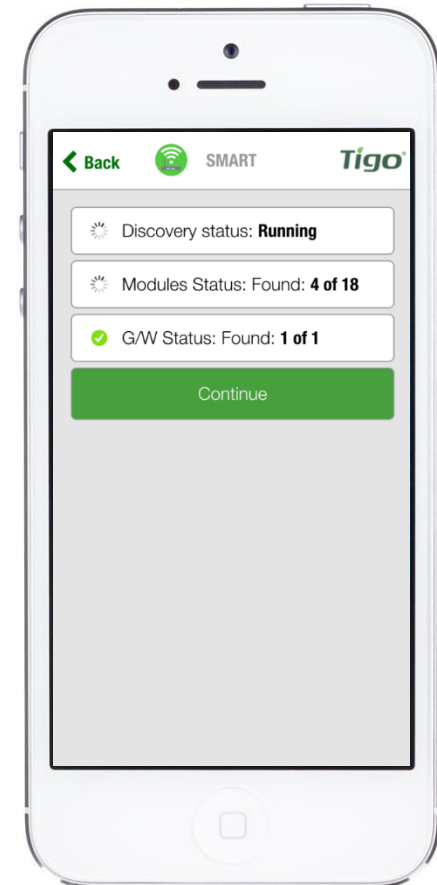 Back
SMART
Tigo
Discovery status: Running
Modules Status: Found: 4 of 18
G/W Status: Found: 1 of 1
Continue